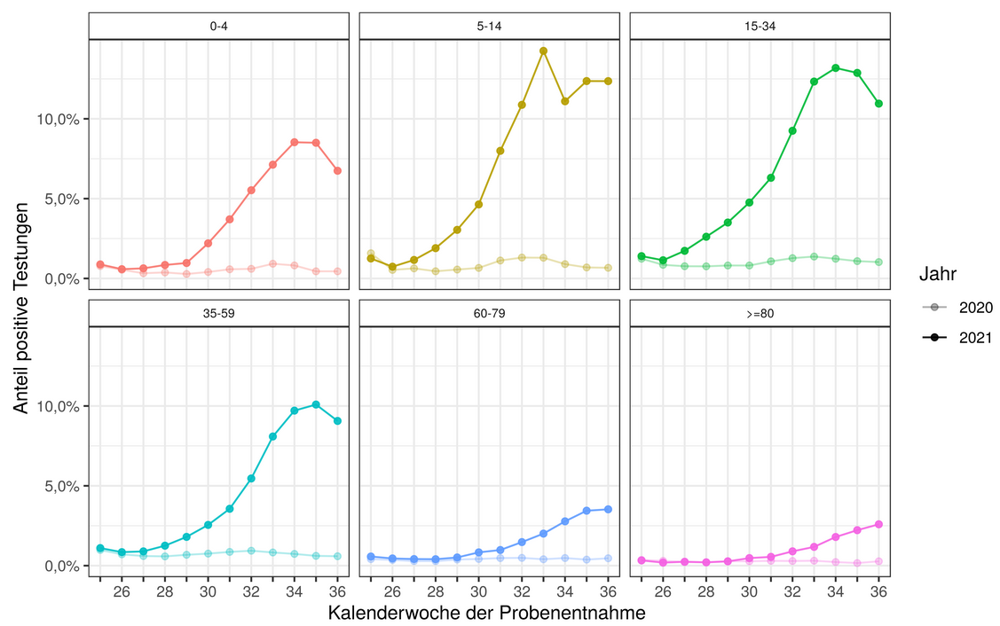 0-4
5-14
15-34
10,0%
5,0%
0,0%
35-59
60-79
>=80
10,0%
5,0%
0,0%
26 28 30 32 34 36
26 28 30 32 34 36
26 28 30 32 34 36
Kalenderwoche der Probenentnahme
Anteil positive Testungen
Jahr
2020
2021